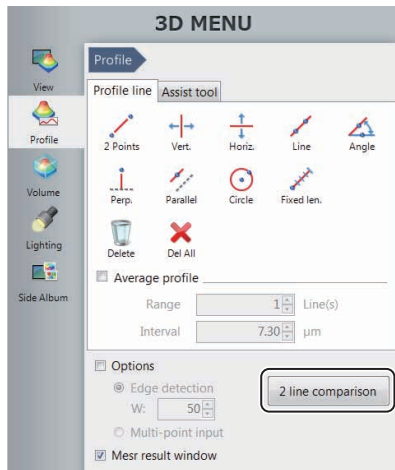 3D MENU
View
Profile
Volume
Lighting
Side Album
Profile
Profile line Assist tool
2 Points Vert. Horiz. Line Angle
Perp. Parallel Circle Fixed len.
Delete Del All
Average profile
Range 1 Line(s)
Interval 7.30 µm
Options
Edge detection
W: 50
Multi-point input
2 line comparison
Mesr result window